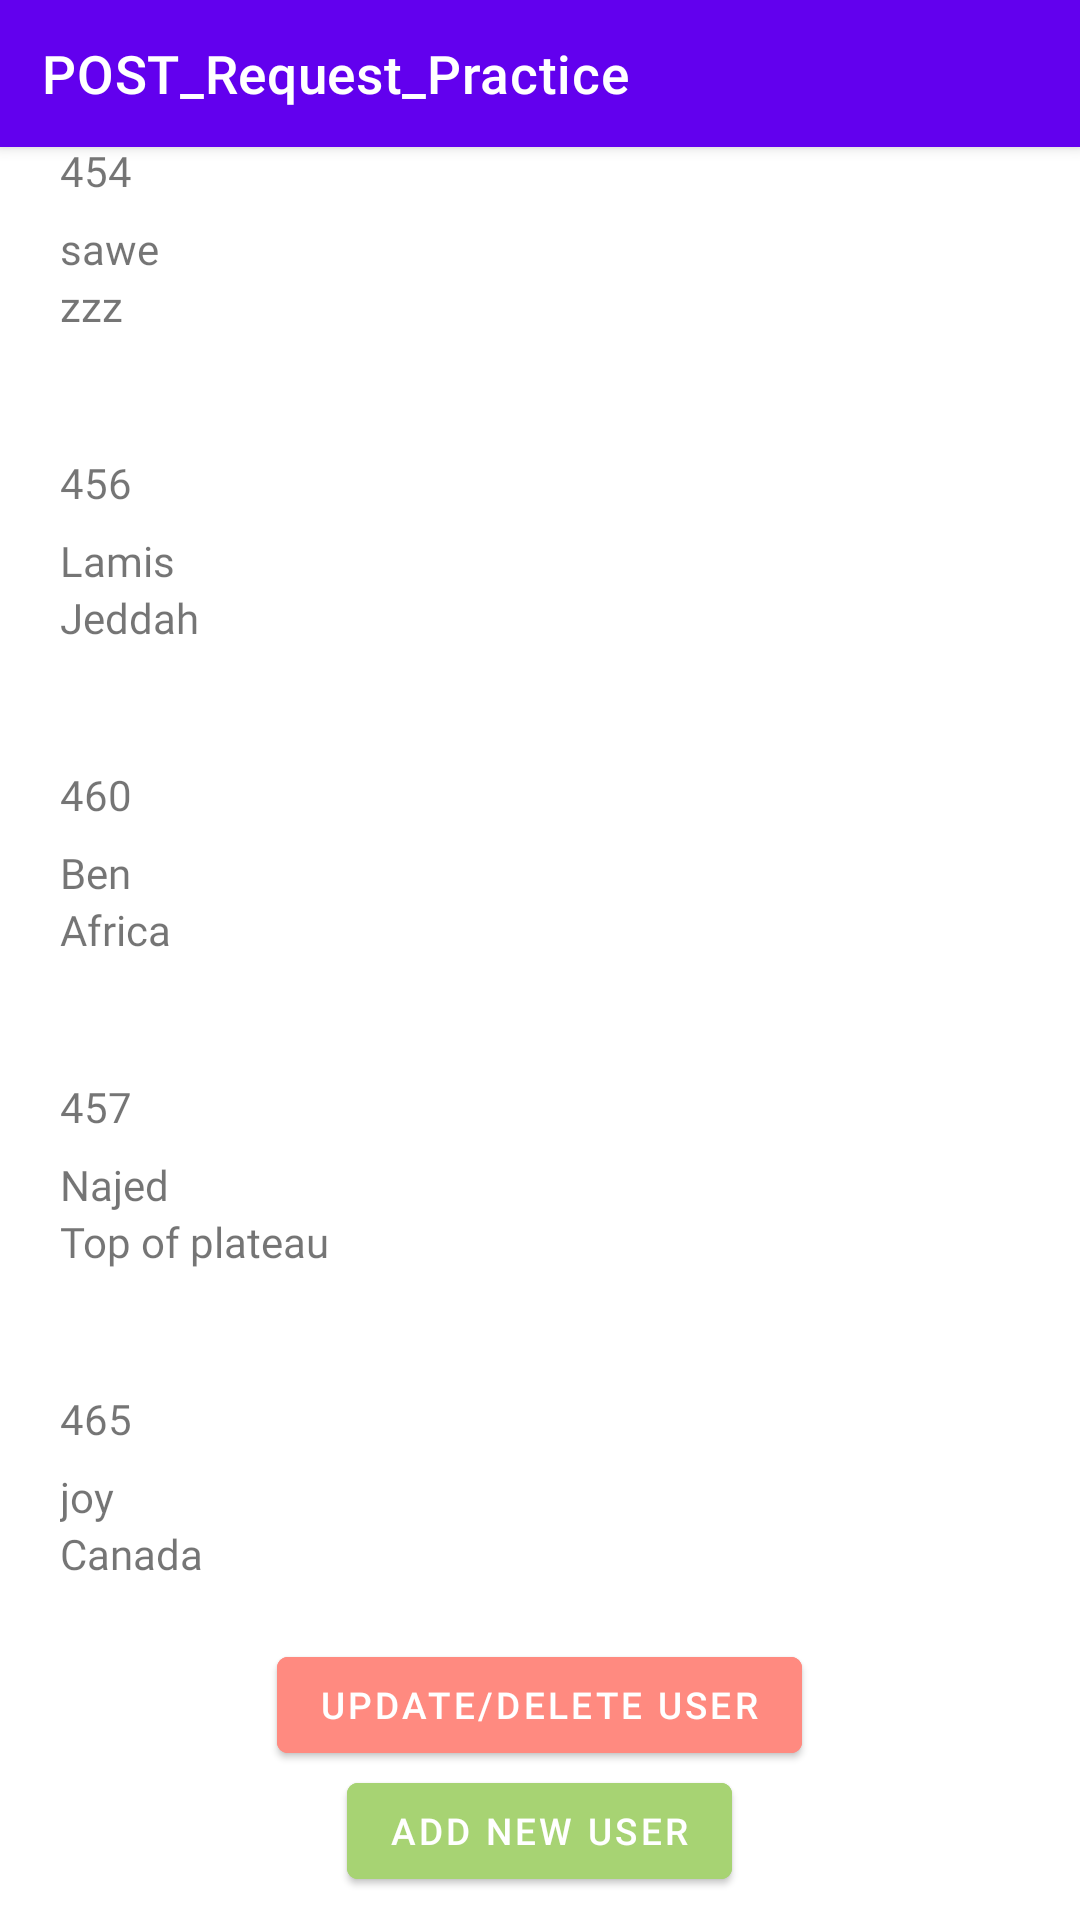 POST_Request_Practice
454
sawe
zzz
456
Lamis
Jeddah
460
Ben
Africa
457
Najed
Top of plateau
465
joy
Canada
UPDATE/DELETE USER
ADD NEW USER